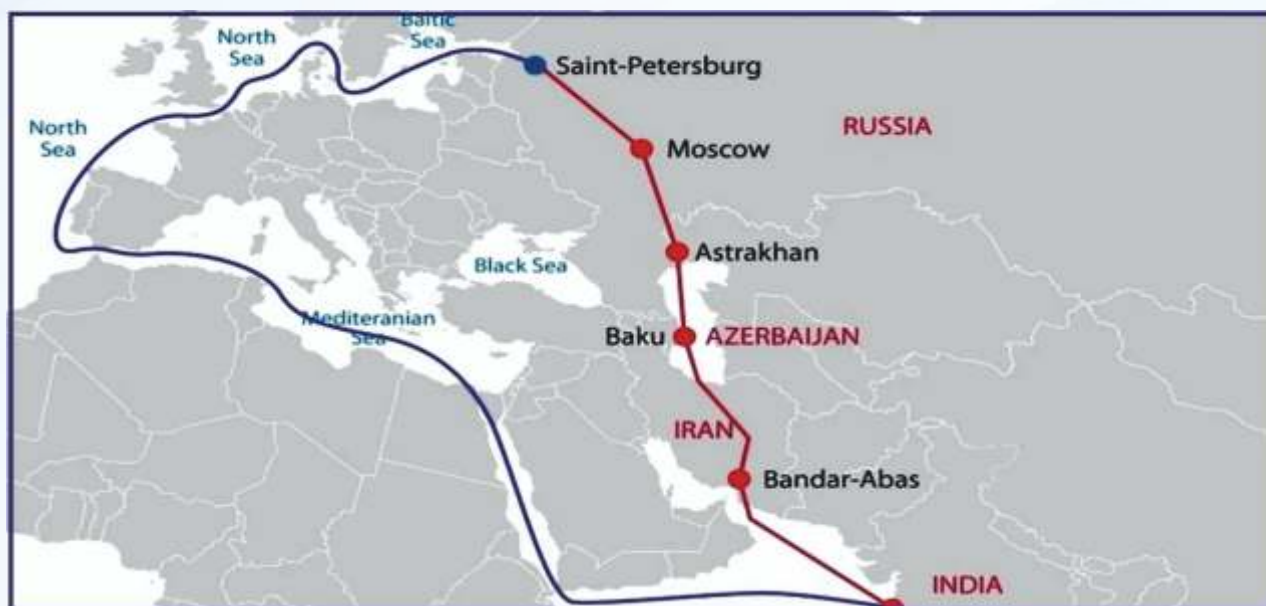 Baltic
Sea
North
Sea
Saint-Petersburg
North
Sea
RUSSIA
Moscow
Astrakhan
Black Sea
Mediteranian
Sea
Baku
AZERBAIJAN
IRAN
Bandar-Abas
INDIA